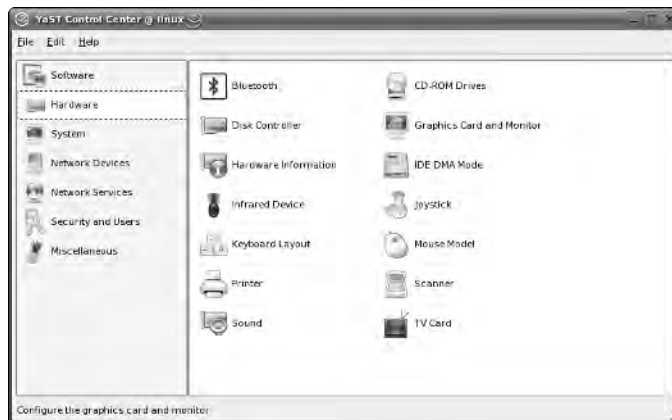 YaST Control Center @ linux
File Edit Help
Software
Hardware
System
Network Devices
Network Services
Security and Users
Miscellaneous
Bluetooth
CD-ROM Drives
Disk Controller
Graphics Card and Monitor
Hardware Information
IDE DMA Mode
Infrared Device
Joystick
Keyboard Layout
Mouse Model
Printer
Scanner
Sound
TV Card
Configure the graphics card and monitor